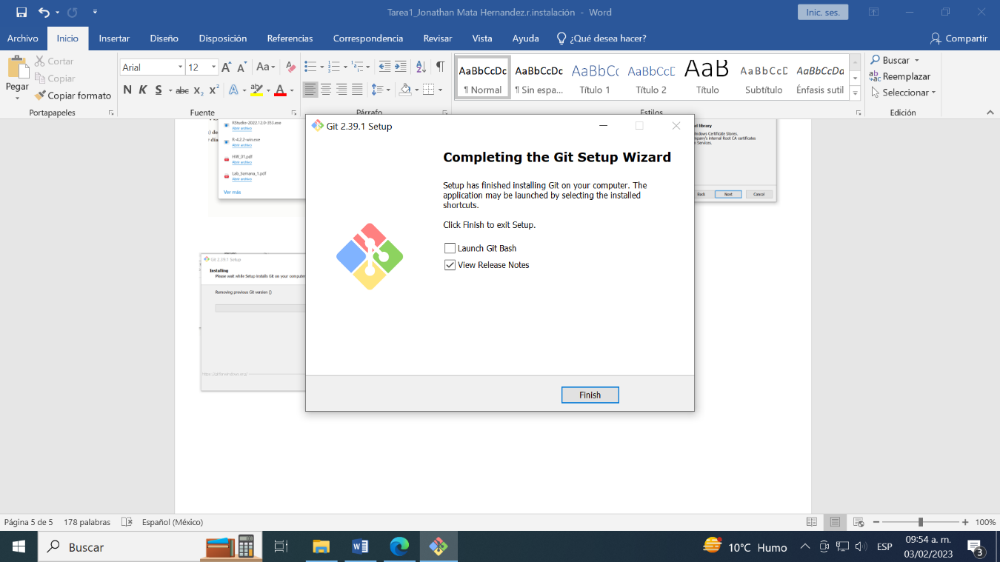 Tarea1_Jonathan Mata Hernandez.r.instalación - Word
Inic. ses.
Archivo Inicio Insertar Diseño Disposición Referencias Correspondencia Revisar Vista Ayuda ¿Qué desea hacer? Compartir
Pegar
Cortar
Copiar
Copiar formato
Portapapeles
Arial 12
N K S abc x₂ x²
Fuente
Párrafo
AaBbCcDc AaBbCcDc AaBbCc AaBbCcD AaB AaBbCcD AaBbCcDa
¶ Normal ¶ Sin espa... Título 1 Título 2 Título Subtítulo Énfasis sutil
Estilos
Buscar
Reemplazar
Seleccionar
Edición
RStudio-2022.12.0-353.exe
Abrir archivo
R-4.2.2-win.exe
Abrir archivo
HW_01.pdf
Abrir archivo
Lab_Semana_1.pdf
Abrir archivo
Ver más
Git 2.39.1 Setup
Installing
Please wait while Setup installs Git on your computer
Removing previous Git version ()
https://gitforwindows.org/
Git 2.39.1 Setup
Completing the Git Setup Wizard
Setup has finished installing Git on your computer. The
application may be launched by selecting the installed
shortcuts.
Click Finish to exit Setup.
Launch Git Bash
View Release Notes
Finish
library
Windows Certificate Stores.
company's internal Root CA certificates
Services.
Back Next Cancel
Página 5 de 5 178 palabras Español (México) 100%
Buscar
10°C Humo
ESP
09:54 a. m.
03/02/2023
3